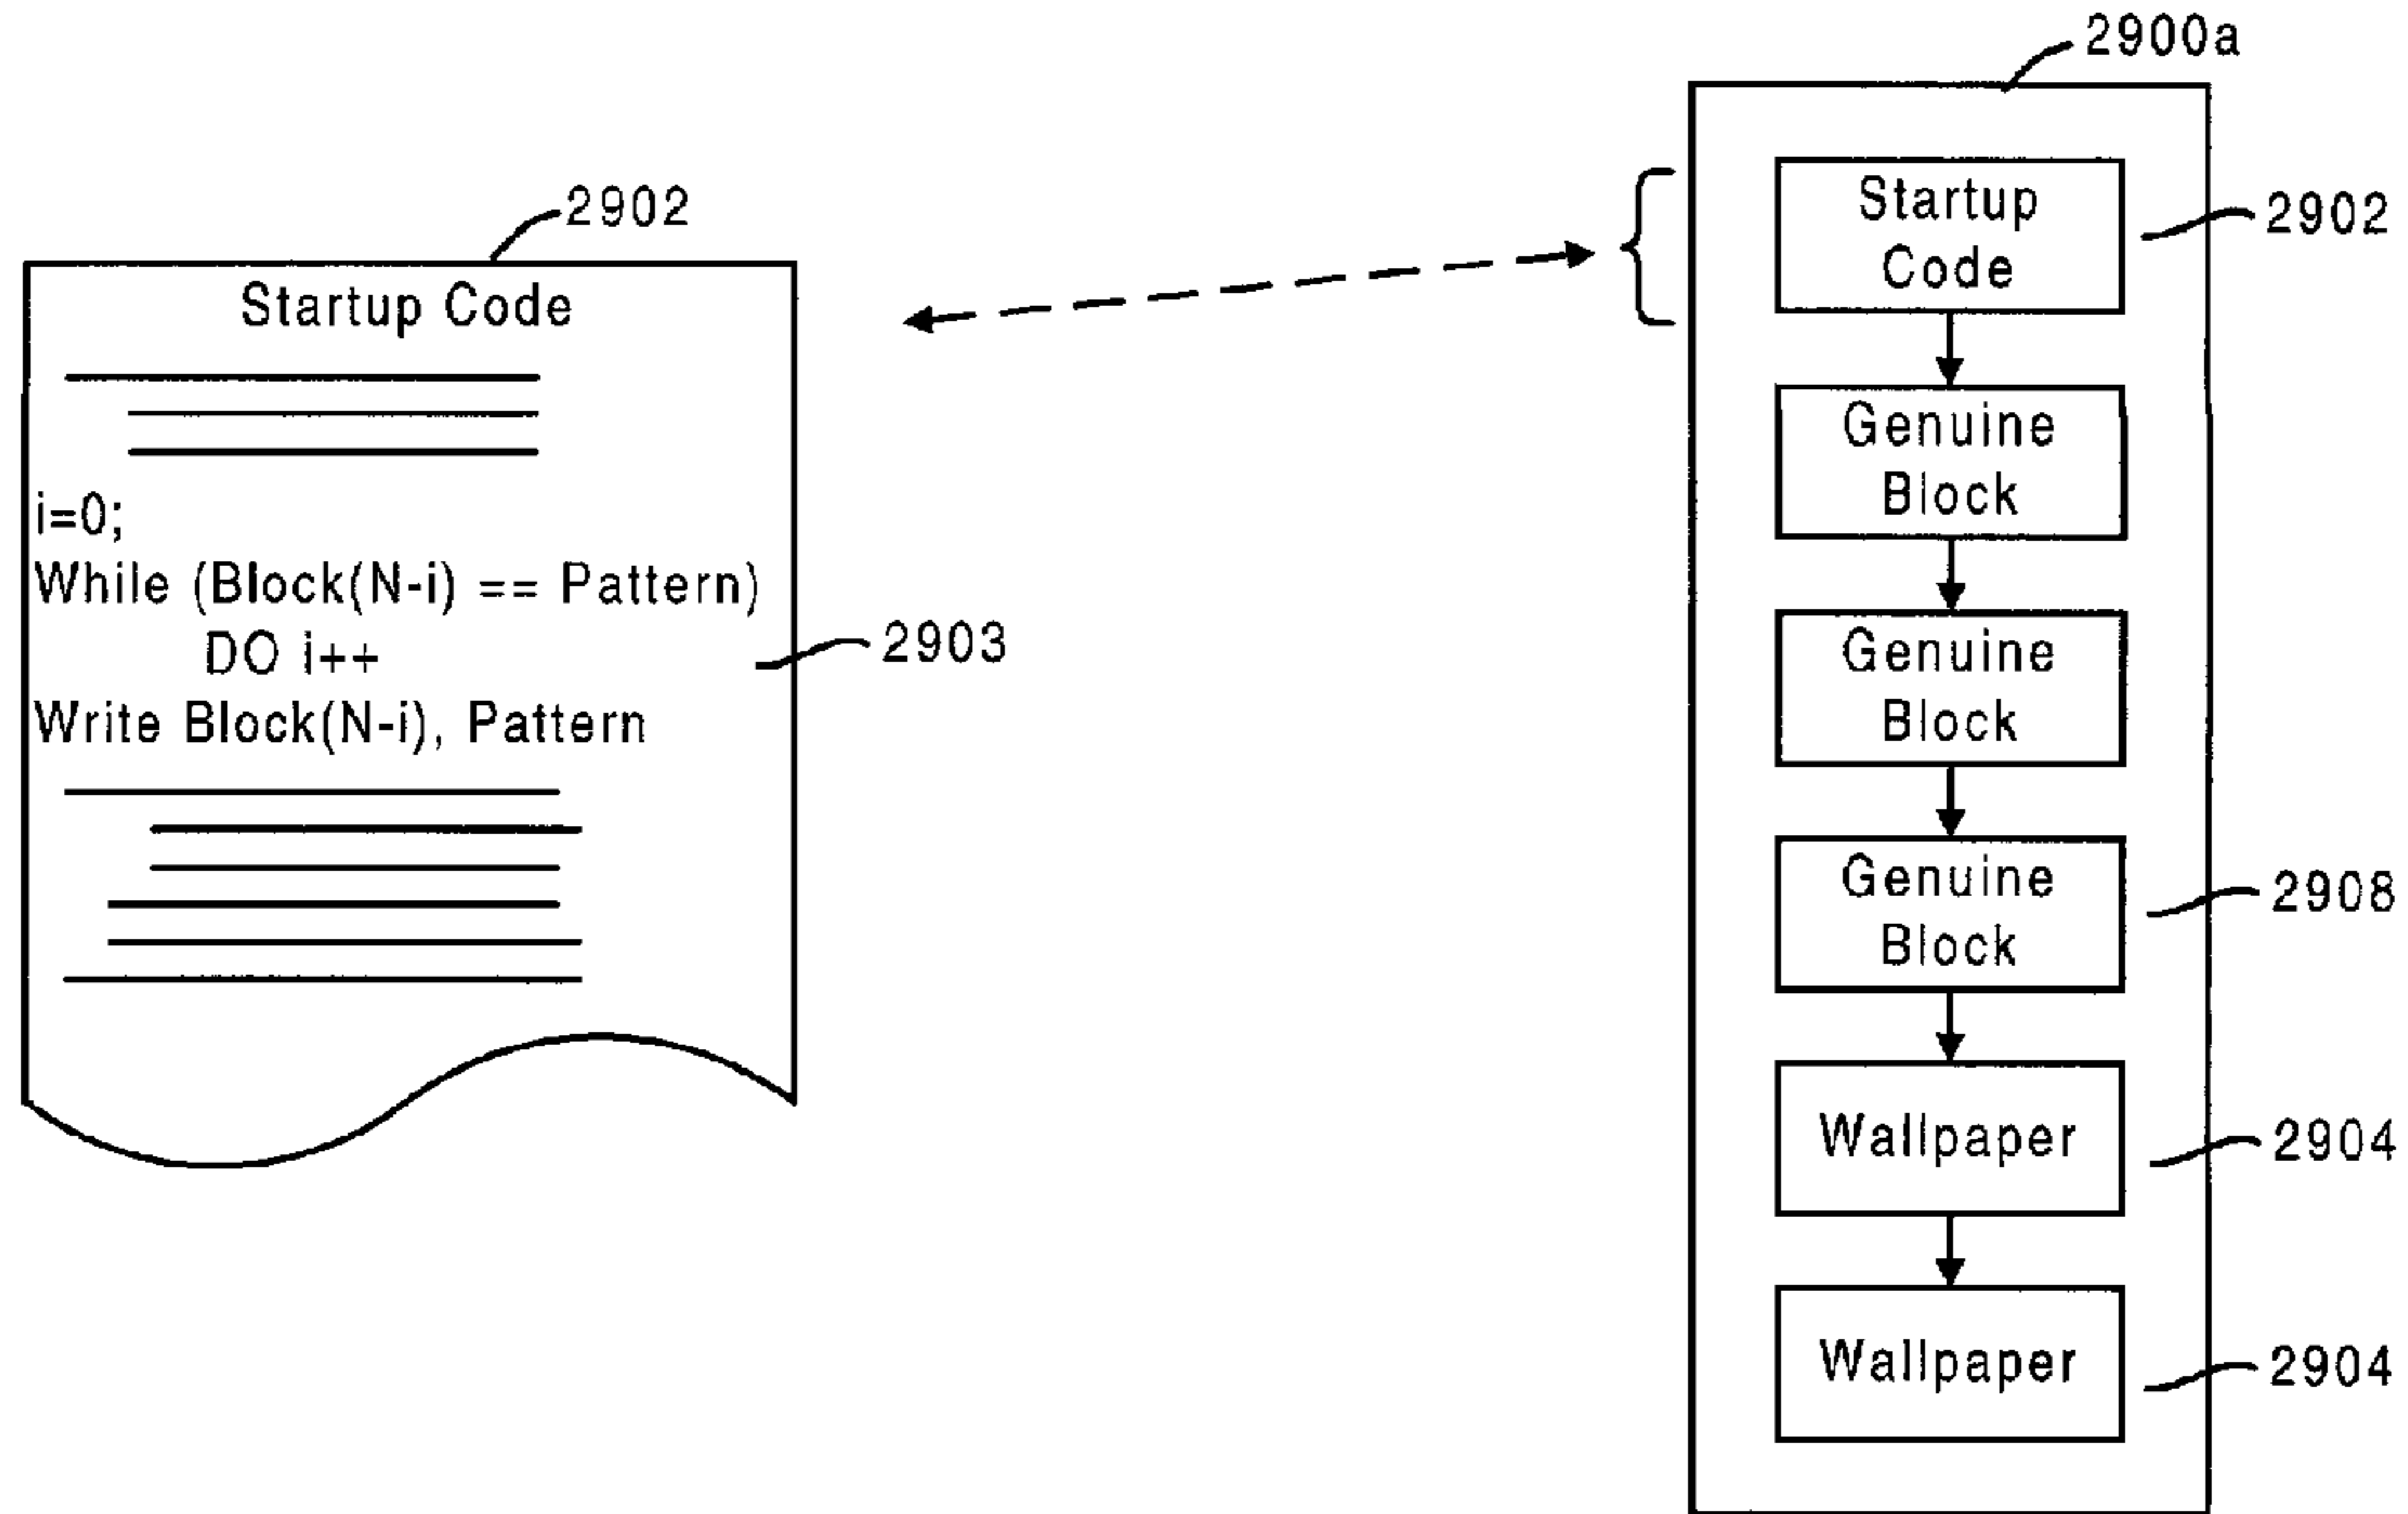 2900a
2902
Startup Code
i=0;
While (Block(N-i) == Pattern)
DO i++
Write Block(N-i), Pattern
2903
Startup
Code
2902
Genuine
Block
Genuine
Block
Genuine
Block
2908
Wallpaper
2904
Wallpaper
2904